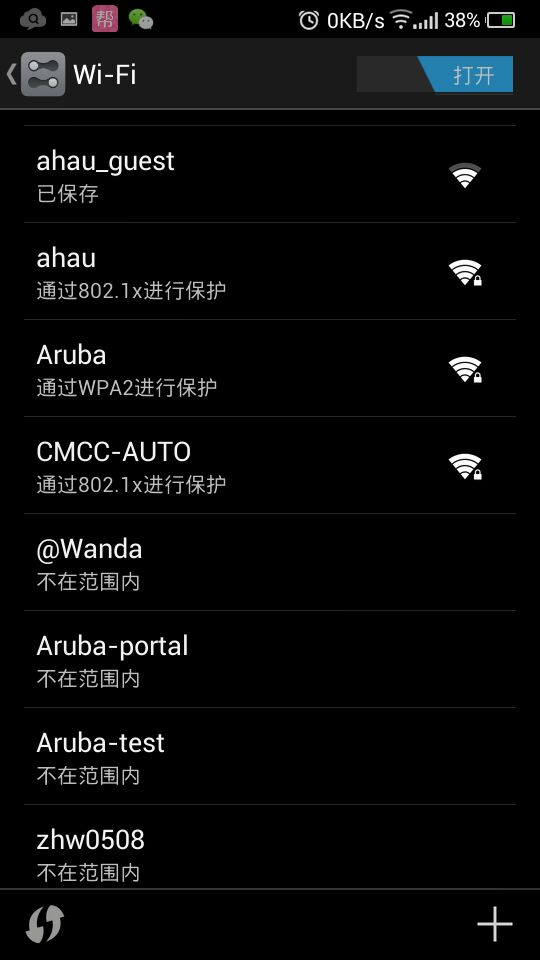 帮
0KB/s
38%
Wi-Fi
打开
ahau_guest
已保存
ahau
通过802.1x进行保护
Aruba
通过WPA2进行保护
CMCC-AUTO
通过802.1x进行保护
@Wanda
不在范围内
Aruba-portal
不在范围内
Aruba-test
不在范围内
zhw0508
不在范围内